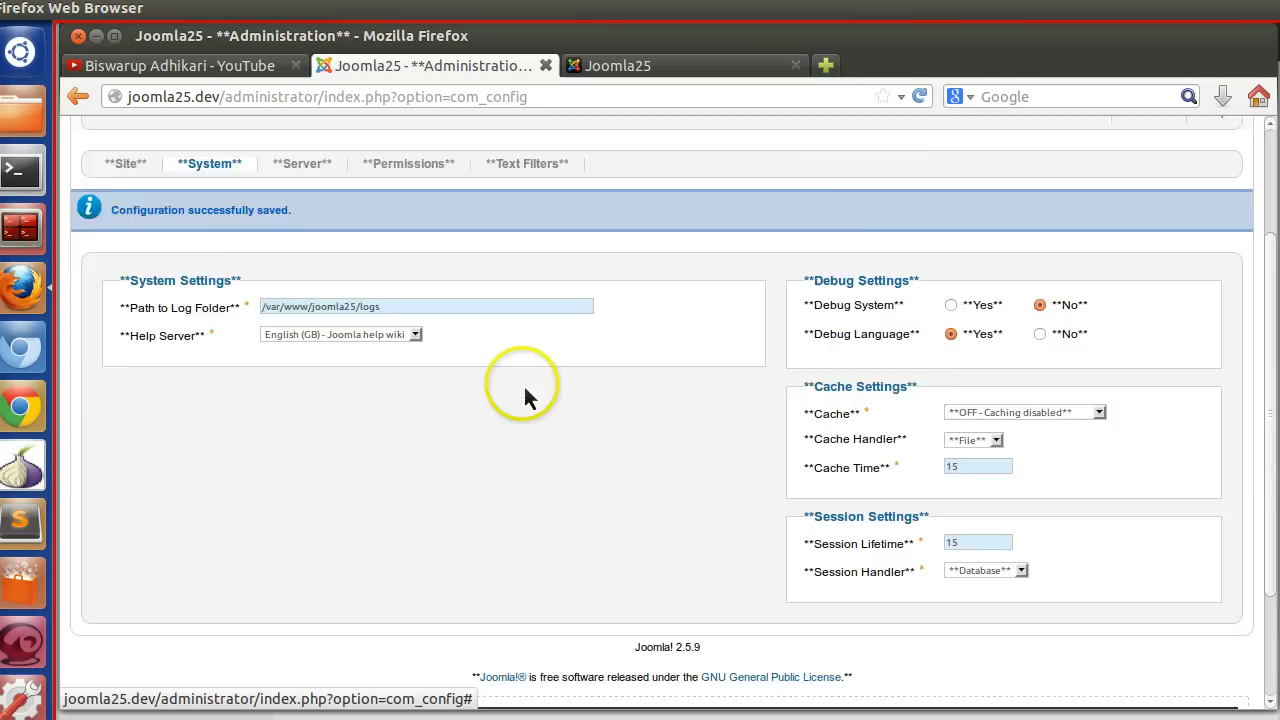 Firefox Web Browser
Joomla25 - **Administration** - Mozilla Firefox
Biswarup Adhikari - YouTube
Joomla25 - **Administratio...
Joomla25
joomla25.dev/administrator/index.php?option=com_config
Google
**Site**
**System**
**Server**
**Permissions**
**Text Filters**
Configuration successfully saved.
**System Settings**
**Path to Log Folder** *
/var/www/joomla25/logs
**Help Server** *
English (GB) - Joomla help wiki
**Debug Settings**
**Debug System** **Yes** **No**
**Debug Language** **Yes** **No**
**Cache Settings**
**Cache** * **OFF - Caching disabled**
**Cache Handler** **File**
**Cache Time** * 15
**Session Settings**
**Session Lifetime** * 15
**Session Handler** * **Database**
Joomla! 2.5.9
**Joomla!® is free software released under the GNU General Public License.**
joomla25.dev/administrator/index.php?option=com_config#